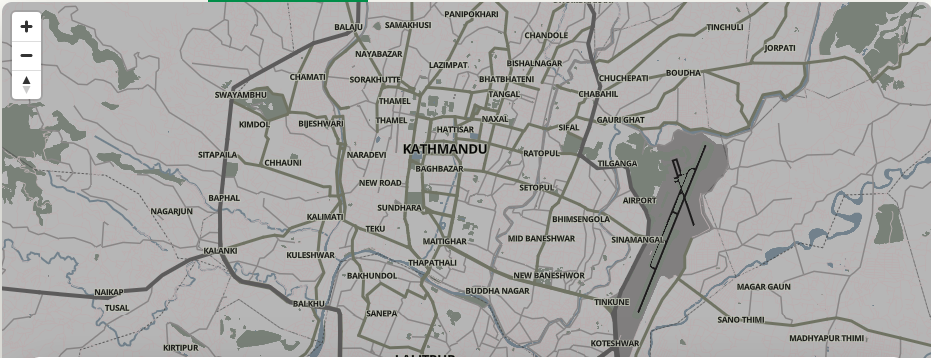 PANIPOKHARI
BALAJU
SAMAKHUSI
TINCHULI
CHANDOLE
JORPATI
NAYABAZAR
LAZIMPAT
BISHALNAGAR
BOUDHA
CHAMATI
SORAKHUTTE
BHATBHATENI
CHUCHEPATI
SWAYAMBHU
THAMEL
TANGAL
CHABAHIL
KIMDOL
BIJESHWARI
THAMEL
NAXAL
GAURI GHAT
HATTISAR
SIFAL
KATHMANDU
SITAPAILA
CHHAUNI
NARADEVI
RATOPUL
TILGANGA
BAGHBAZAR
NEW ROAD
SETOPUL
BAPHAL
AIRPORT
NAGARJUN
SUNDHARA
KALIMATI
BHIMSENGOLA
TEKU
MAITIGHAR
MID BANESHWAR
SINAMANGAL
KALANKI
KULESHWAR
THAPATHALI
BAKHUNDOL
NEW BANESHWOR
NAIKAP
BUDDHA NAGAR
MAGAR GAUN
TUSAL
BALKHU
SANEPA
TINKUNE
SANO THIMI
KIRTIPUR
KOTESHWAR
MADHYAPUR THIMI